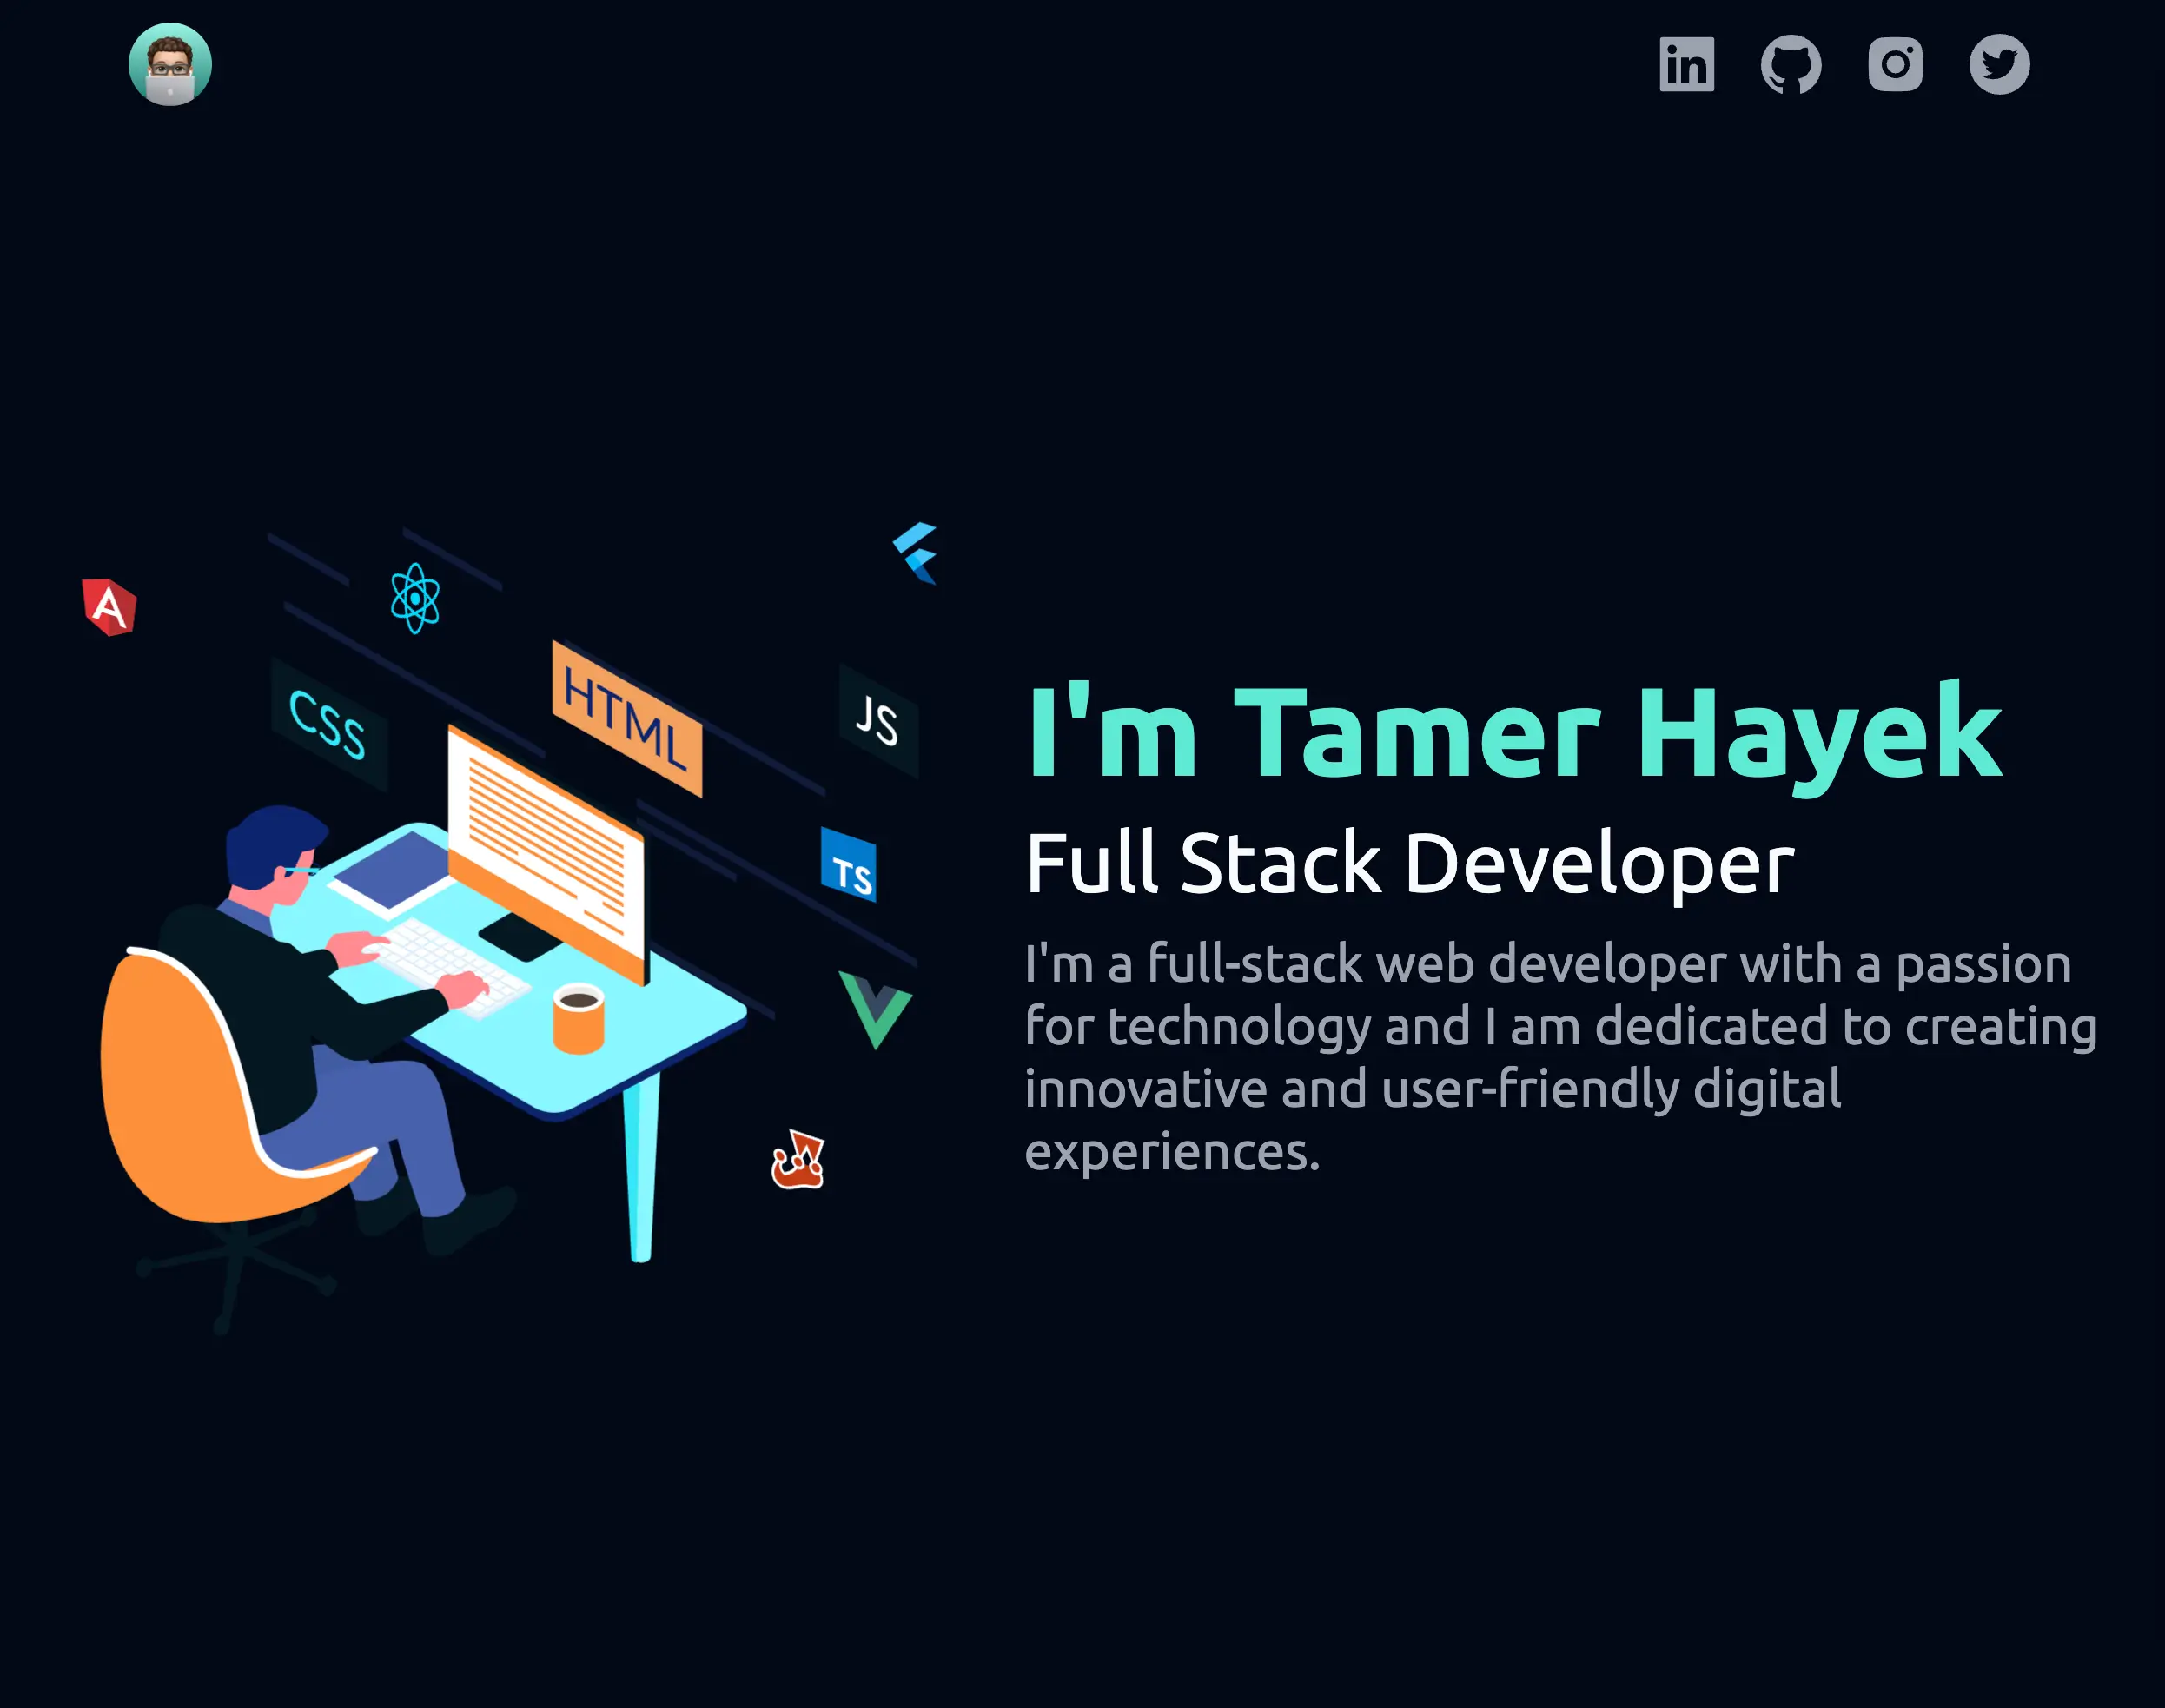 in
CSS
HTML
JS
TS
I'm Tamer Hayek
Full Stack Developer
I'm a full-stack web developer with a passion
for technology and I am dedicated to creating
innovative and user-friendly digital
experiences.